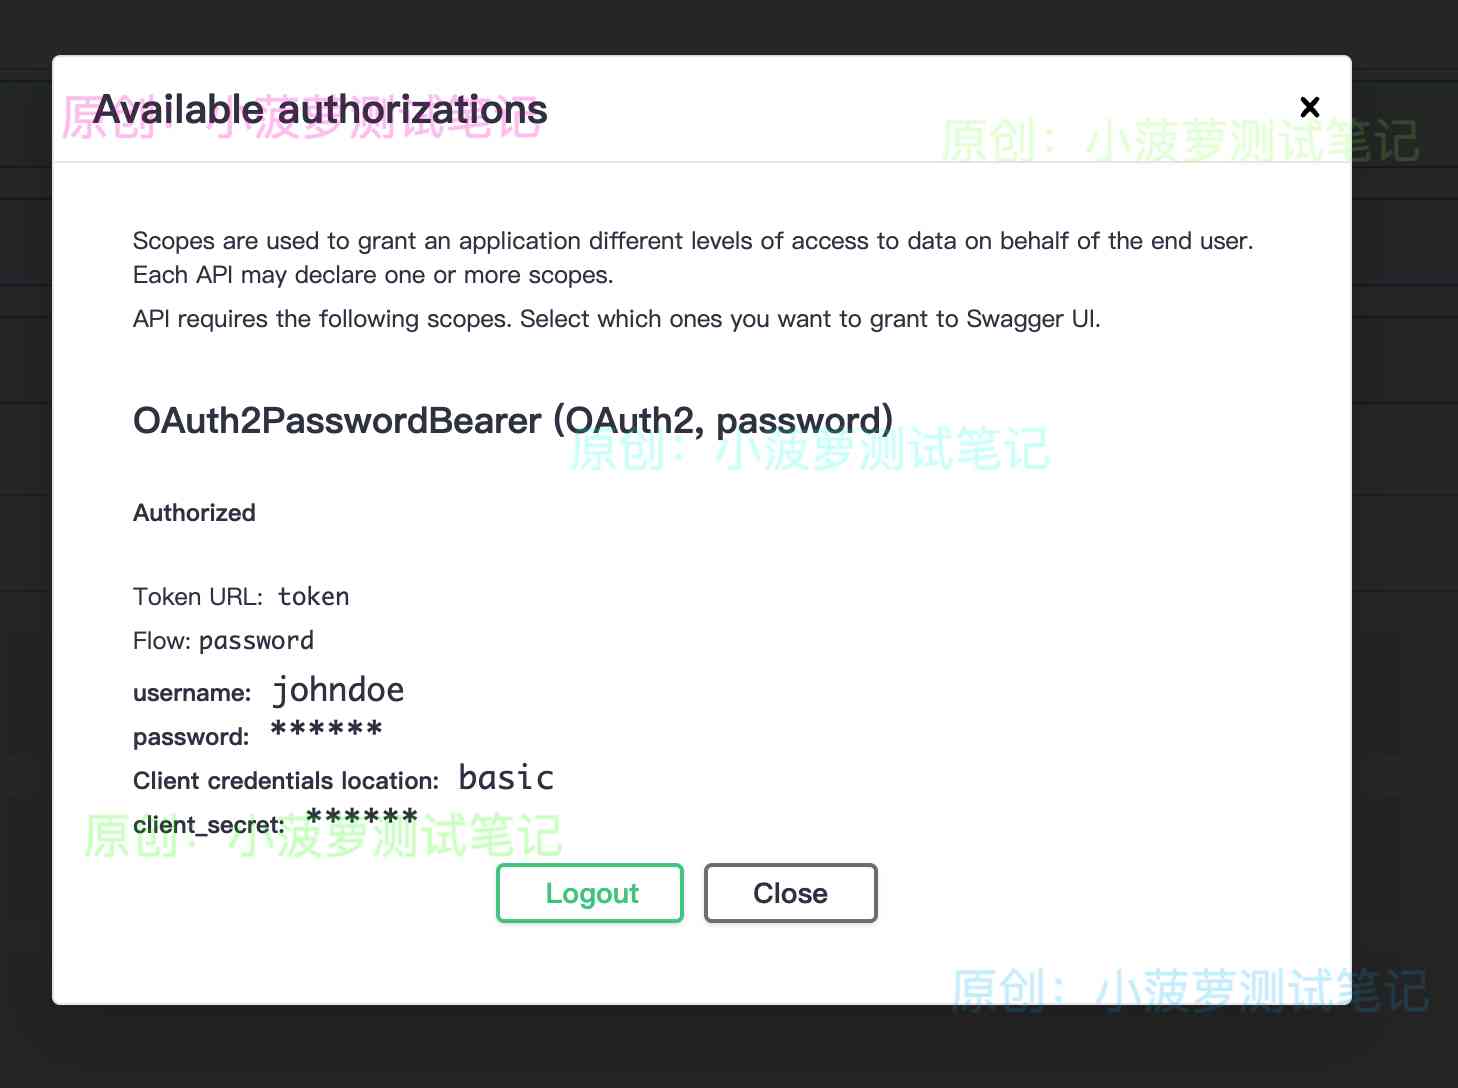 Available authorizations
原创：小菠萝测试笔记
原创：小菠萝测试笔记
Scopes are used to grant an application different levels of access to data on behalf of the end user.
Each API may declare one or more scopes.
API requires the following scopes. Select which ones you want to grant to Swagger UI.
OAuth2PasswordBearer (OAuth2, password)
原创：小菠萝测试笔记
Authorized
Token URL: token
Flow: password
username: johndoe
password: ******
Client credentials location: basic
client_secret: ******
原创：小菠萝测试笔记
Logout Close
原创：小菠萝测试笔记